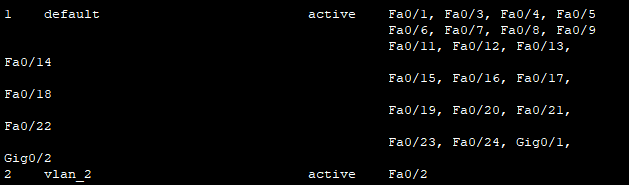 1    default                          active    Fa0/1, Fa0/3, Fa0/4, Fa0/5
                                                Fa0/6, Fa0/7, Fa0/8, Fa0/9
                                                Fa0/11, Fa0/12, Fa0/13,
Fa0/14
                                                Fa0/15, Fa0/16, Fa0/17,
Fa0/18
                                                Fa0/19, Fa0/20, Fa0/21,
Fa0/22
                                                Fa0/23, Fa0/24, Gig0/1,
Gig0/2
2    vlan_2                           active    Fa0/2